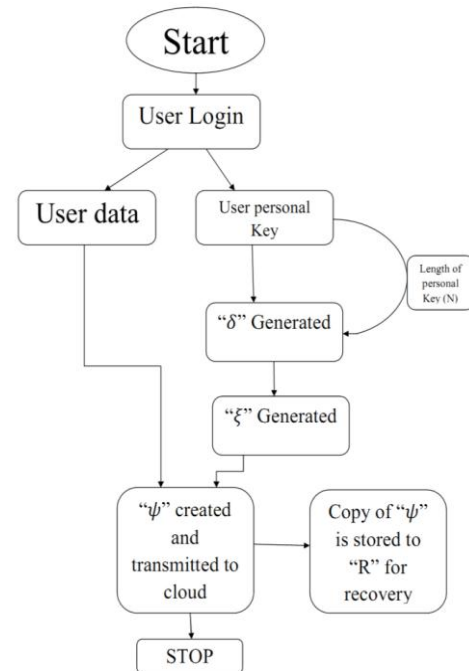 Start
User Login
User data
User personal
Key
Length of
personal
Key (N)
“δ” Generated
“ξ” Generated
“ψ” created
and
transmitted to
cloud
Copy of “ψ”
is stored to
“R” for
recovery
STOP